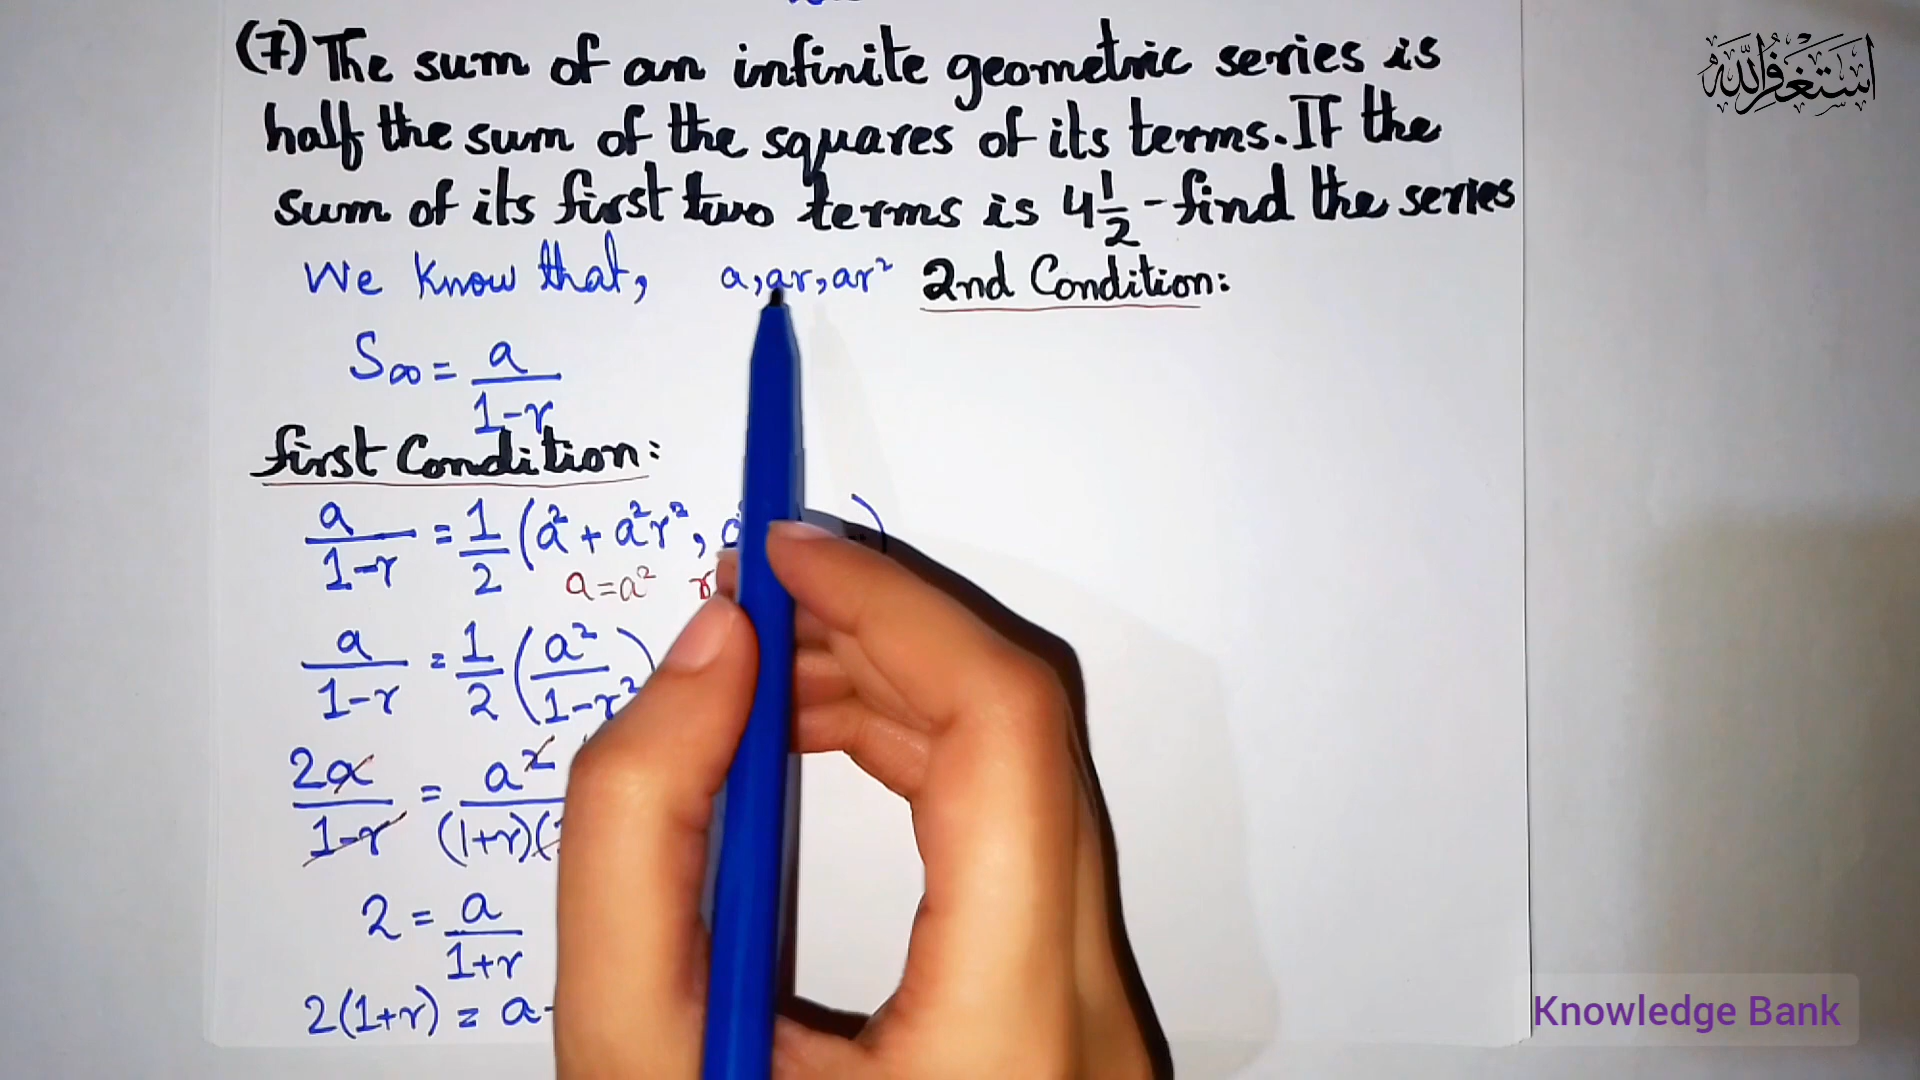 (7) The sum of an infinite geometric series is
half the sum of the squares of its terms. If the
sum of its first two terms is 4 1/2 - find the series
We know that, a, ar, ar²
S∞ = a/(1-r)
first Condition:
a/(1-r) = 1/2 (a² + a²r²,
a = a² r
a/(1-r) = 1/2 (a²/(1-r²))
2a/(1-r) = a²/(1+r)(
2 = a/(1+r)
2(1+r) = a
2nd Condition:
أستغفر الله
Knowledge Bank